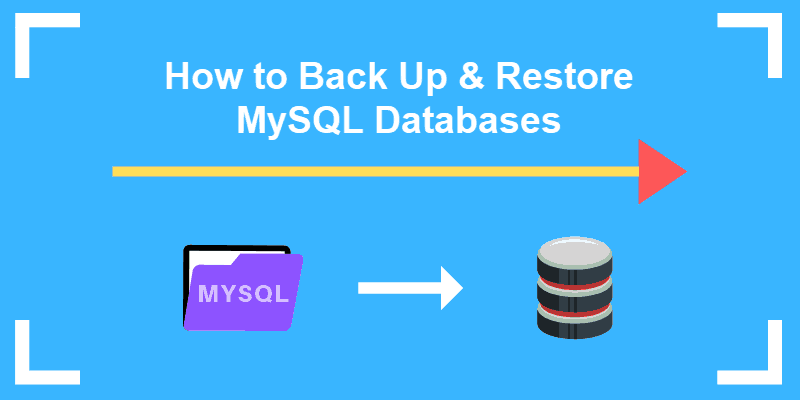 How to Back Up & Restore
MySQL Databases
MYSQL